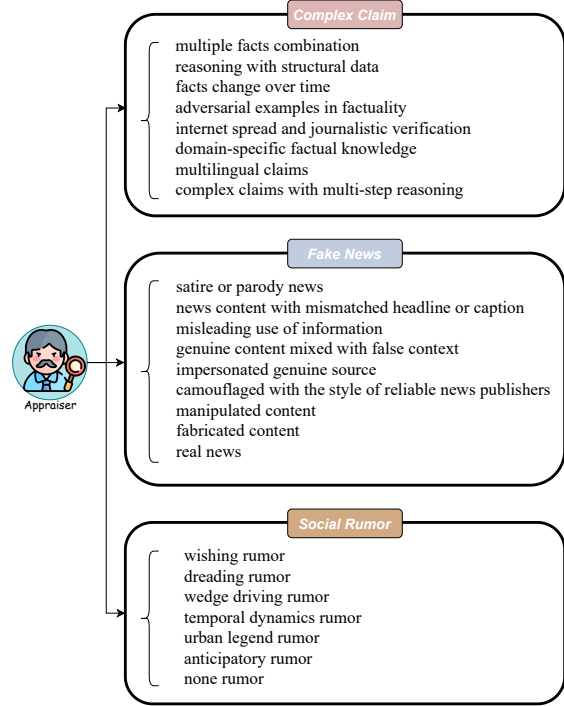 Complex Claim
multiple facts combination
reasoning with structural data
facts change over time
adversarial examples in factuality
internet spread and journalistic verification
domain-specific factual knowledge
multilingual claims
complex claims with multi-step reasoning
Fake News
satire or parody news
news content with mismatched headline or caption
misleading use of information
genuine content mixed with false context
impersonated genuine source
camouflaged with the style of reliable news publishers
manipulated content
fabricated content
real news
Appraiser
Social Rumor
wishing rumor
dreading rumor
wedge driving rumor
temporal dynamics rumor
urban legend rumor
anticipatory rumor
none rumor